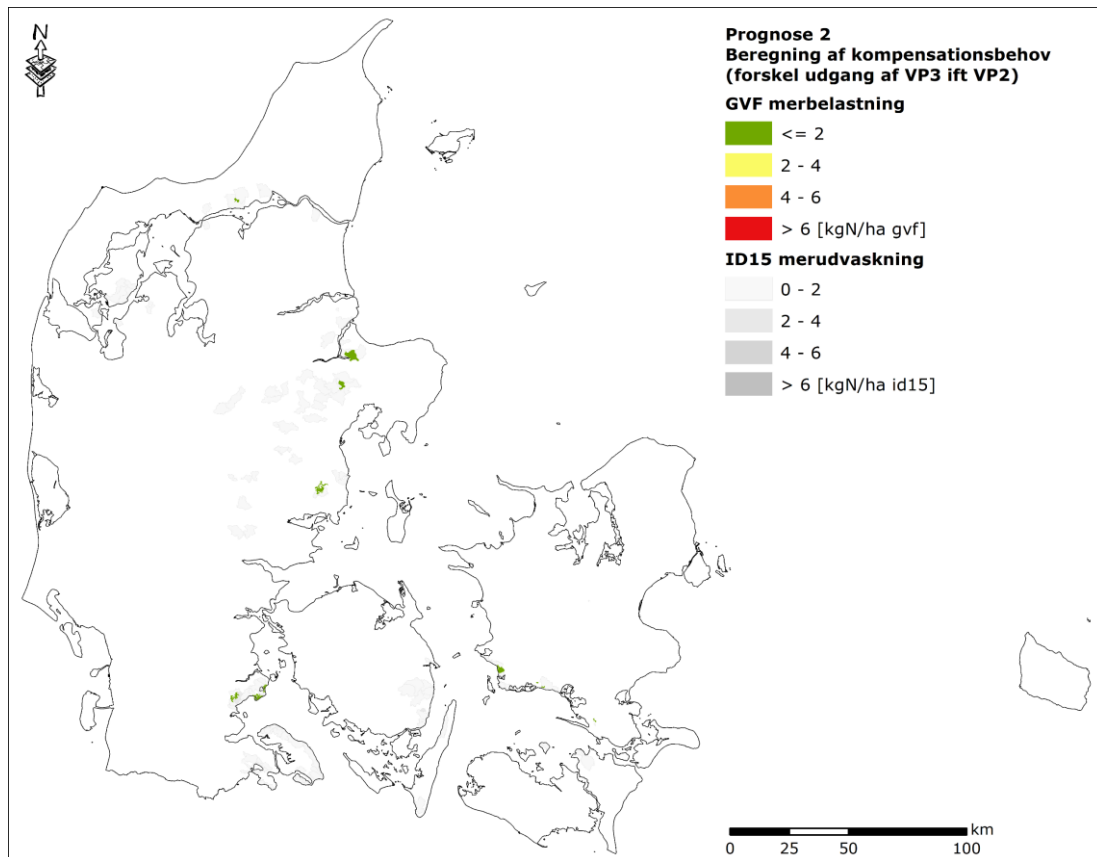 N
Prognose 2
Beregning af kompensationsbehov
(forskel udgang af VP3 ift VP2)
GVF merbelastning
<= 2
2 - 4
4 - 6
> 6 [kgN/ha gvf]
ID15 merudvaskning
0 - 2
2 - 4
4 - 6
> 6 [kgN/ha id15]
km
0 25 50 100